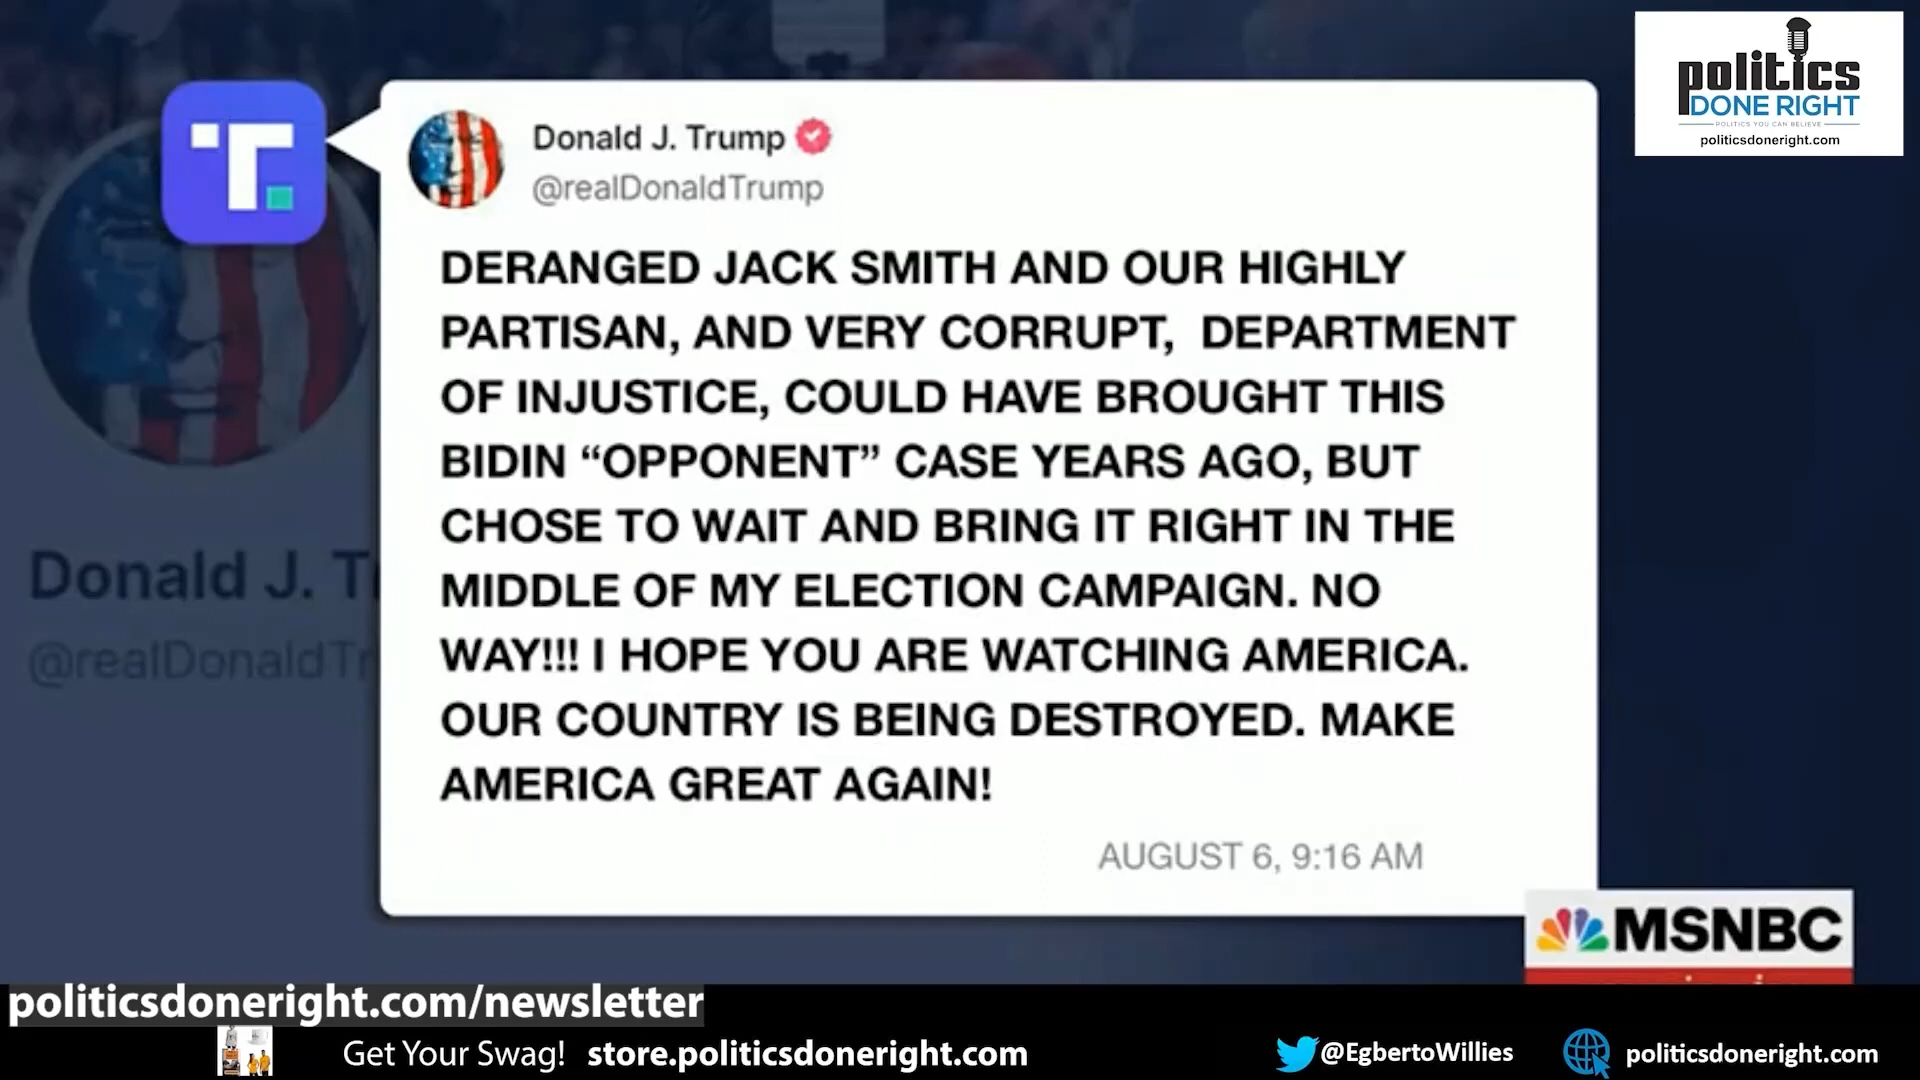 politics
DONE RIGHT
POLITICS YOU CAN BELIEVE
politicsdoneright.com
T.
Donald J. Trump
@realDonaldTrump
DERANGED JACK SMITH AND OUR HIGHLY
PARTISAN, AND VERY CORRUPT, DEPARTMENT
OF INJUSTICE, COULD HAVE BROUGHT THIS
BIDIN “OPPONENT” CASE YEARS AGO, BUT
CHOSE TO WAIT AND BRING IT RIGHT IN THE
MIDDLE OF MY ELECTION CAMPAIGN. NO
WAY!!! I HOPE YOU ARE WATCHING AMERICA.
OUR COUNTRY IS BEING DESTROYED. MAKE
AMERICA GREAT AGAIN!
AUGUST 6, 9:16 AM
Donald J. T
@realDonaldTr
MSNBC
politicsdoneright.com/newsletter
Get Your Swag! store.politicsdoneright.com
@EgbertoWillies
politicsdoneright.com